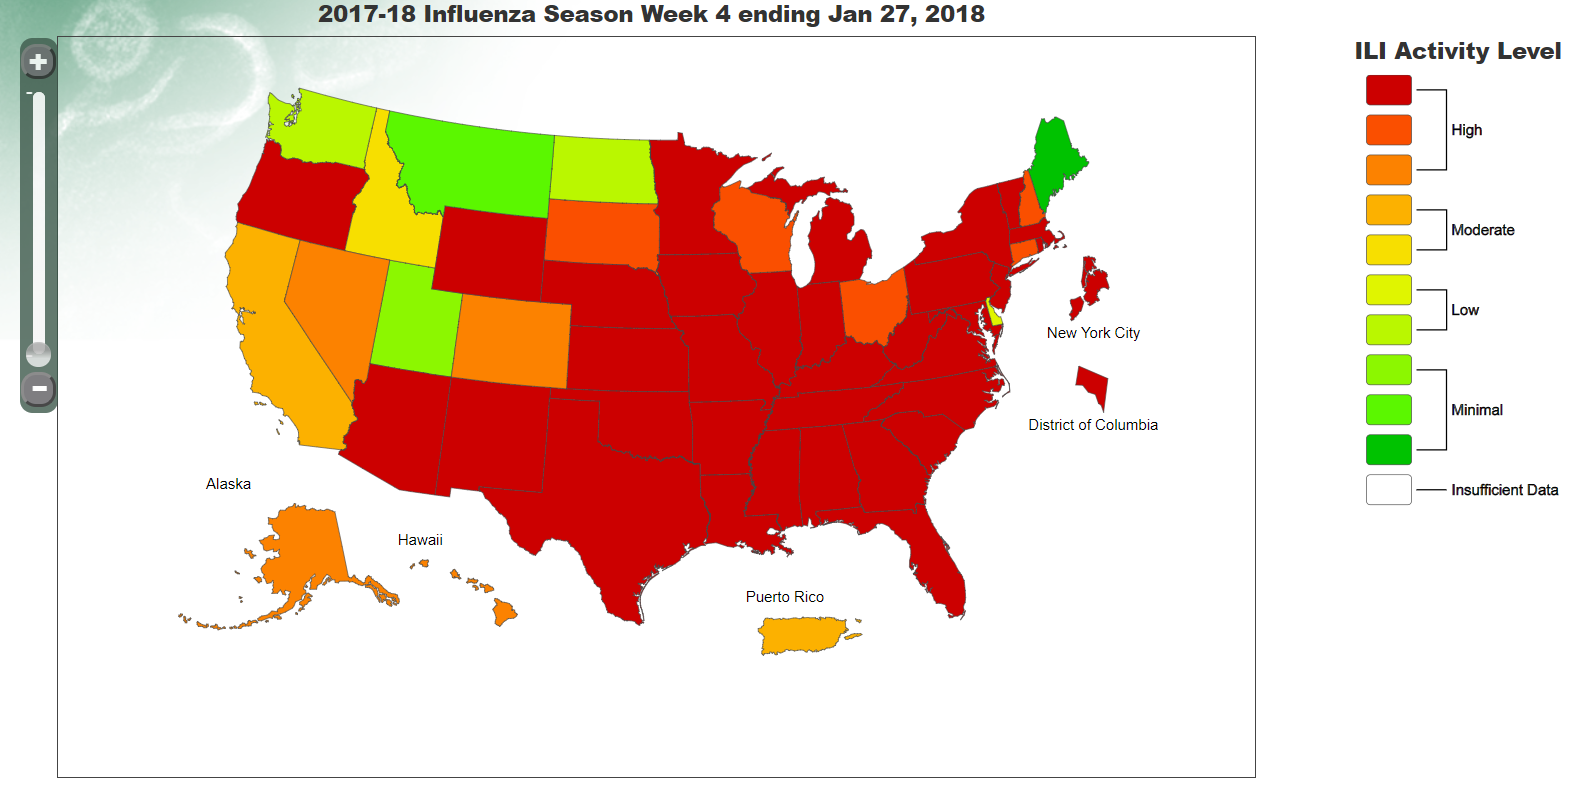 2017-18 Influenza Season Week 4 ending Jan 27, 2018
ILI Activity Level
High
Moderate
Low
New York City
Minimal
District of Columbia
Alaska
Insufficient Data
Hawaii
Puerto Rico